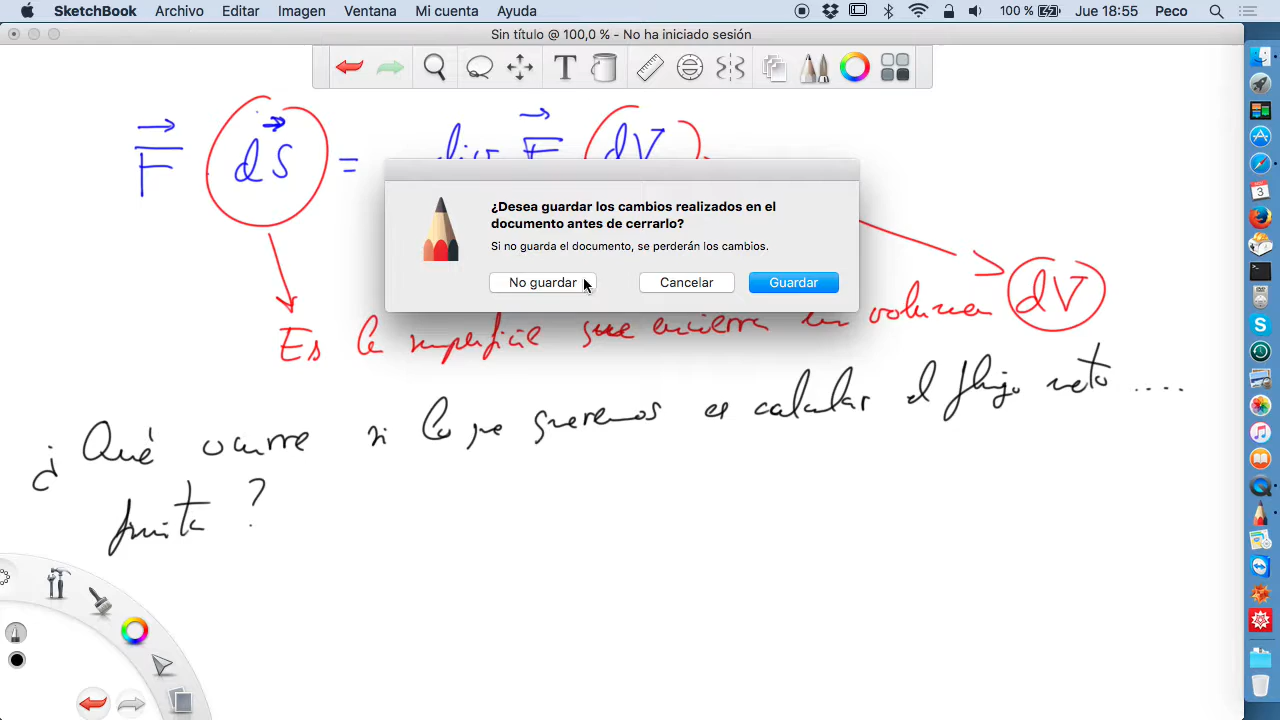 SketchBook Archivo Editar Imagen Ventana Mi cuenta Ayuda 100 % Jue 18:55 Peco
Sin título @ 100,0 % - No ha iniciado sesión
F dS = div F dV
¿Desea guardar los cambios realizados en el
documento antes de cerrarlo?
Si no guarda el documento, se perderán los cambios.
No guardar Cancelar Guardar
Es la superficie que encierra un volumen dV
¿Qué ocurre si lo que queremos es calcular el flujo neto ....
finita ?